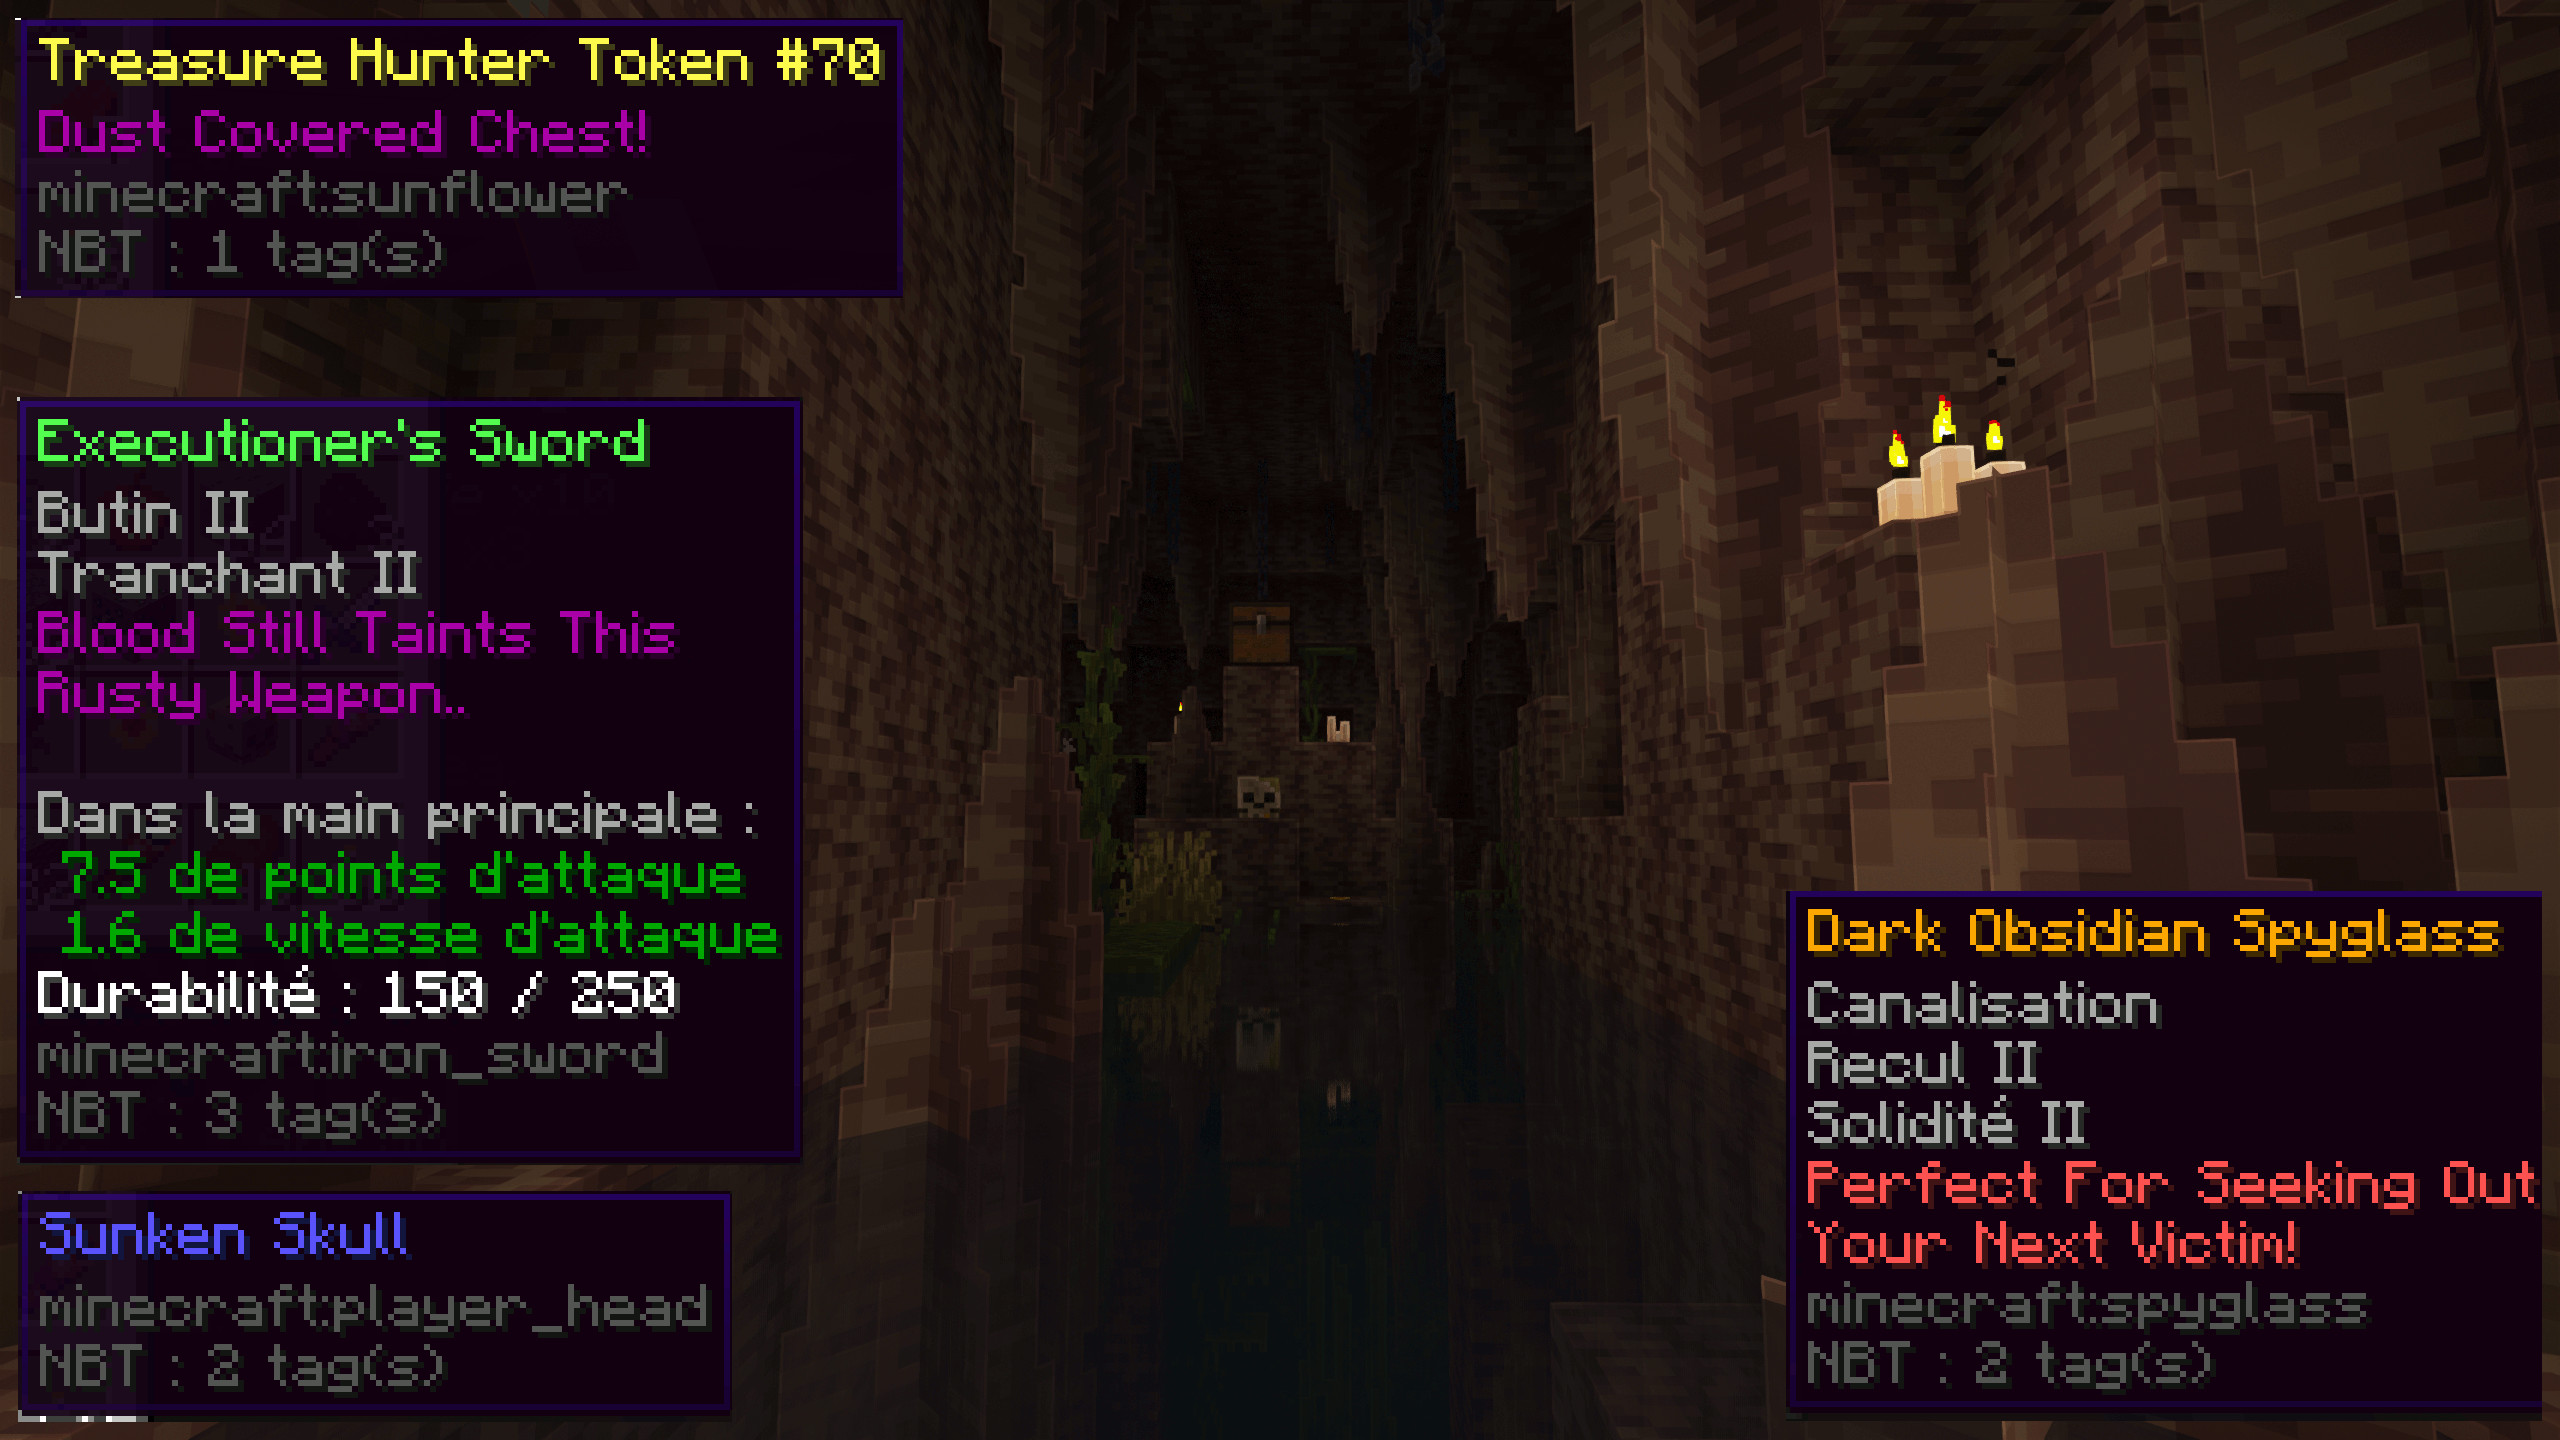 Treasure Hunter Token #70
Dust Covered Chest!
minecraft:sunflower
NBT : 1 tag(s)
Executioner's Sword
Butin II
Tranchant II
Blood Still Taints This
Rusty Weapon..
Dans la main principale :
7.5 de points d'attaque
1.6 de vitesse d'attaque
Durabilité : 150 / 250
minecraft:iron_sword
NBT : 3 tag(s)
Sunken Skull
minecraft:player_head
NBT : 2 tag(s)
Dark Obsidian Spyglass
Canalisation
Recul II
Solidité II
Perfect For Seeking Out
Your Next Victim!
minecraft:spyglass
NBT : 2 tag(s)